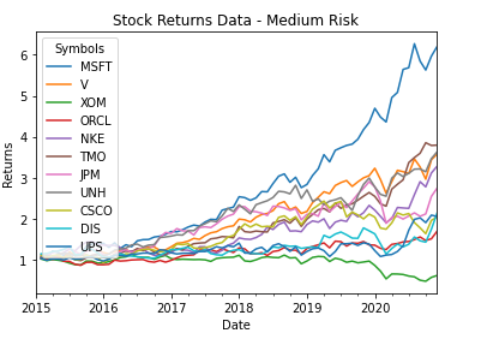 Stock Returns Data - Medium Risk
Symbols
MSFT
V
XOM
ORCL
NKE
TMO
JPM
UNH
CSCO
DIS
UPS
Returns
6
5
4
3
2
1
2015
2016
2017
2018
2019
2020
Date